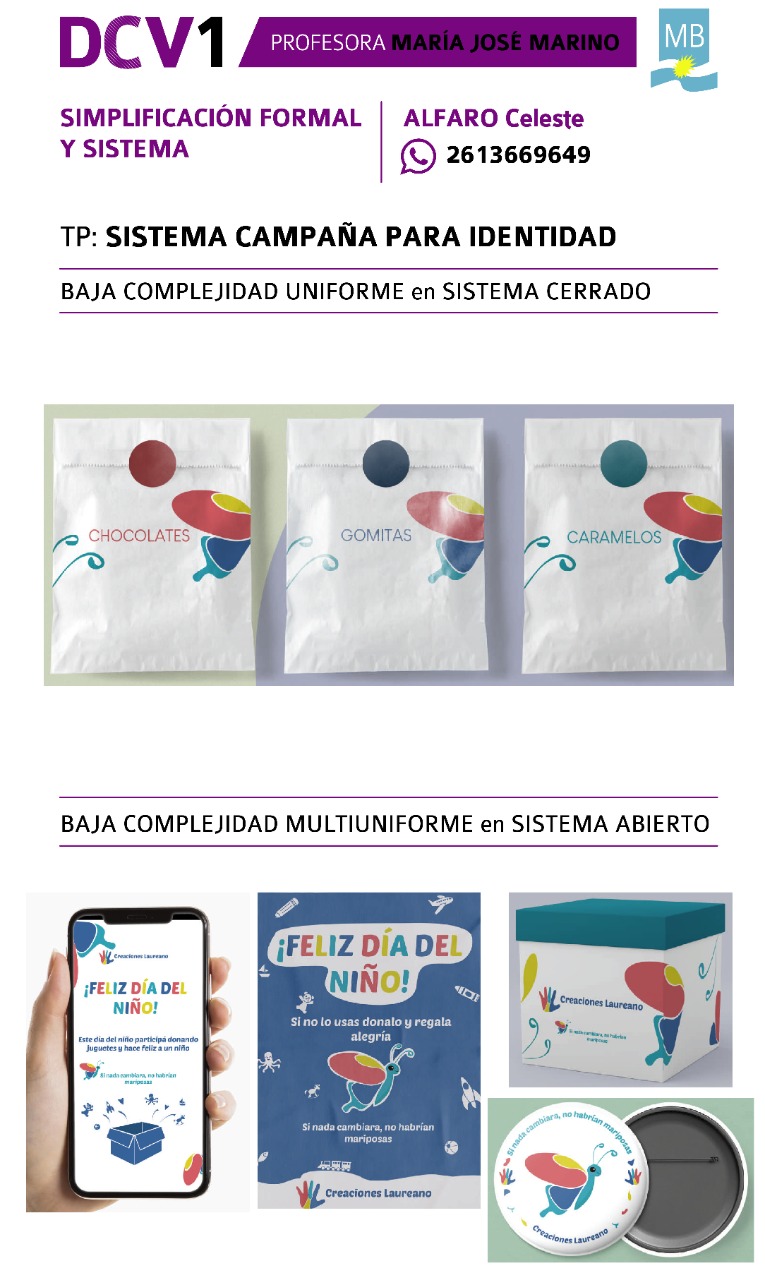 DCV1
PROFESORA MARÍA JOSÉ MARINO
MB
SIMPLIFICACIÓN FORMAL
Y SISTEMA
ALFARO Celeste
2613669649
TP: SISTEMA CAMPAÑA PARA IDENTIDAD
BAJA COMPLEJIDAD UNIFORME en SISTEMA CERRADO
CHOCOLATES
GOMITAS
CARAMELOS
BAJA COMPLEJIDAD MULTIUNIFORME en SISTEMA ABIERTO
Creaciones Laureano
¡FELIZ DÍA DEL
NIÑO!
Este día del niño participá donando
Juguetes y hace feliz a un niño
Si nada cambiara, no habrían
mariposas
¡FELIZ DÍA DEL
NIÑO!
Si no lo usas donalo y regala
alegría
Si nada cambiara, no habrían
mariposas
Creaciones Laureano
Creaciones Laureano
Si nada cambiara, no habrían
mariposas
Si nada cambiara, no habrían mariposas
Creaciones Laureano